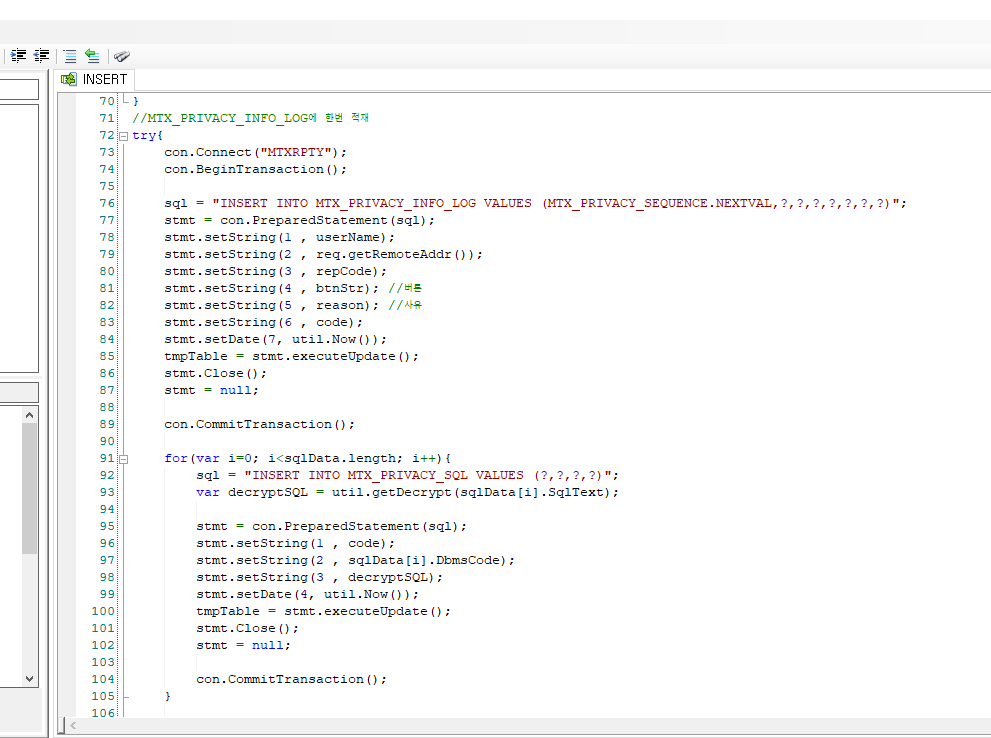 INSERT
70 }
71 //MTX_PRIVACY_INFO_LOG에 한번 적재
72 try{
73 con.Connect("MTXRPTY");
74 con.BeginTransaction();
75
76 sql = "INSERT INTO MTX_PRIVACY_INFO_LOG VALUES (MTX_PRIVACY_SEQUENCE.NEXTVAL,?,?,?,?,?,?,?)";
77 stmt = con.PreparedStatement(sql);
78 stmt.setString(1 , userName);
79 stmt.setString(2 , req.getRemoteAddr());
80 stmt.setString(3 , repCode);
81 stmt.setString(4 , btnStr); //버튼
82 stmt.setString(5 , reason); //사유
83 stmt.setString(6 , code);
84 stmt.setDate(7, util.Now());
85 tmpTable = stmt.executeUpdate();
86 stmt.Close();
87 stmt = null;
88
89 con.CommitTransaction();
90
91 for(var i=0; i<sqlData.length; i++){
92 sql = "INSERT INTO MTX_PRIVACY_SQL VALUES (?,?,?,?)";
93 var decryptSQL = util.getDecrypt(sqlData[i].SqlText);
94
95 stmt = con.PreparedStatement(sql);
96 stmt.setString(1 , code);
97 stmt.setString(2 , sqlData[i].DbmsCode);
98 stmt.setString(3 , decryptSQL);
99 stmt.setDate(4, util.Now());
100 tmpTable = stmt.executeUpdate();
101 stmt.Close();
102 stmt = null;
103
104 con.CommitTransaction();
105 }
106